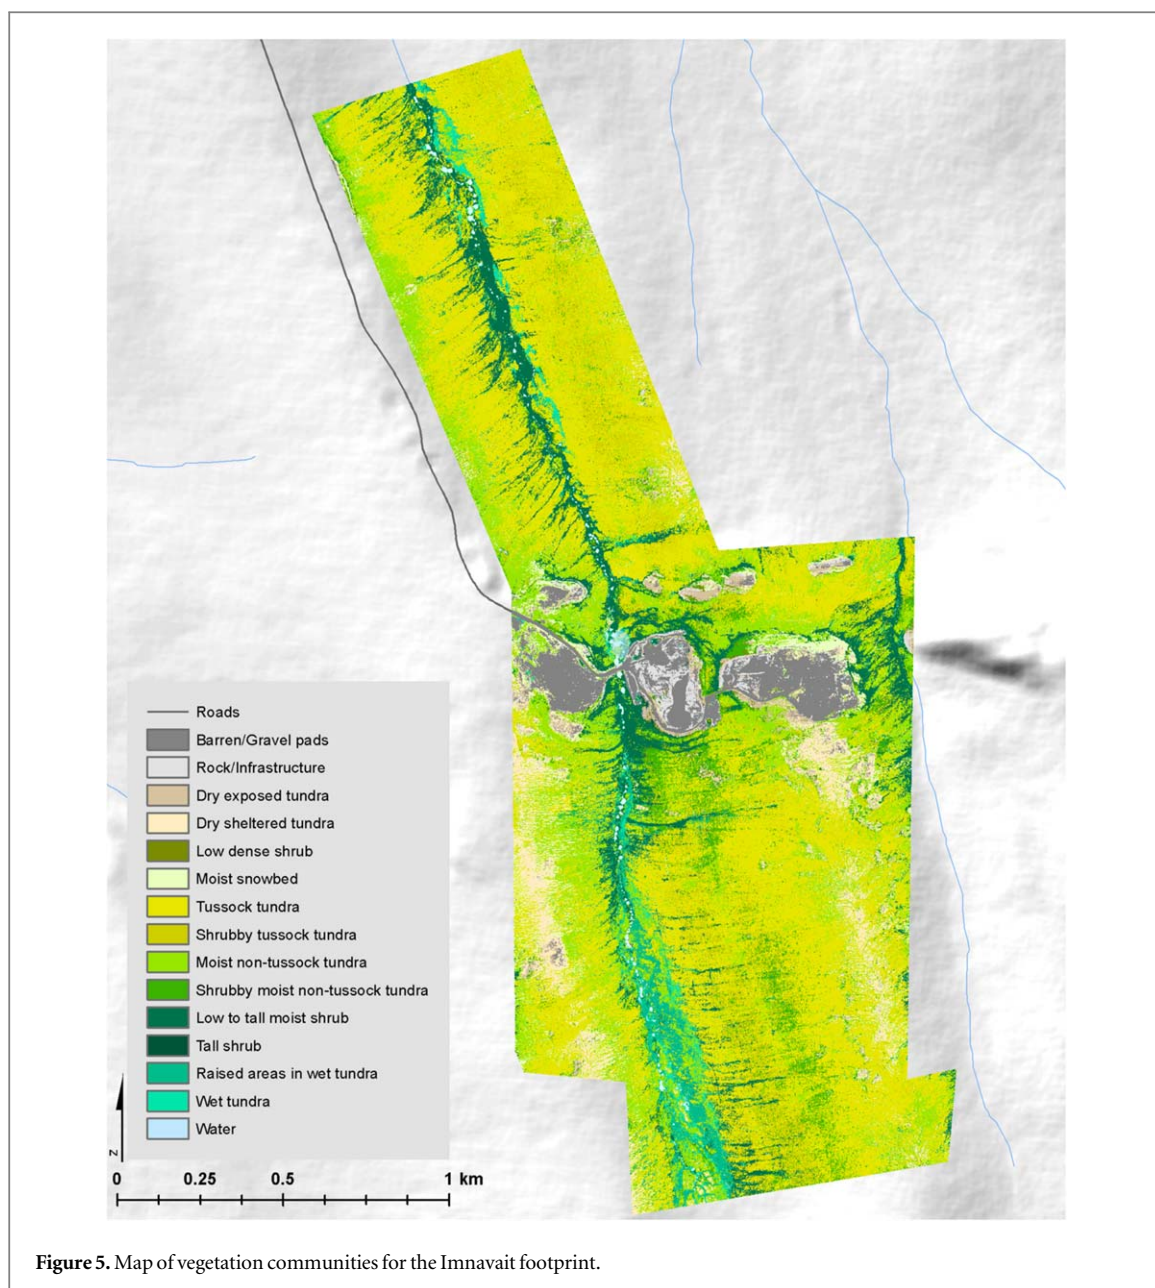 Roads
Barren/Gravel pads
Rock/Infrastructure
Dry exposed tundra
Dry sheltered tundra
Low dense shrub
Moist snowbed
Tussock tundra
Shrubby tussock tundra
Moist non-tussock tundra
Shrubby moist non-tussock tundra
Low to tall moist shrub
Tall shrub
Raised areas in wet tundra
Wet tundra
Water
N
0 0.25 0.5 1 km
Figure 5. Map of vegetation communities for the Imnavait footprint.